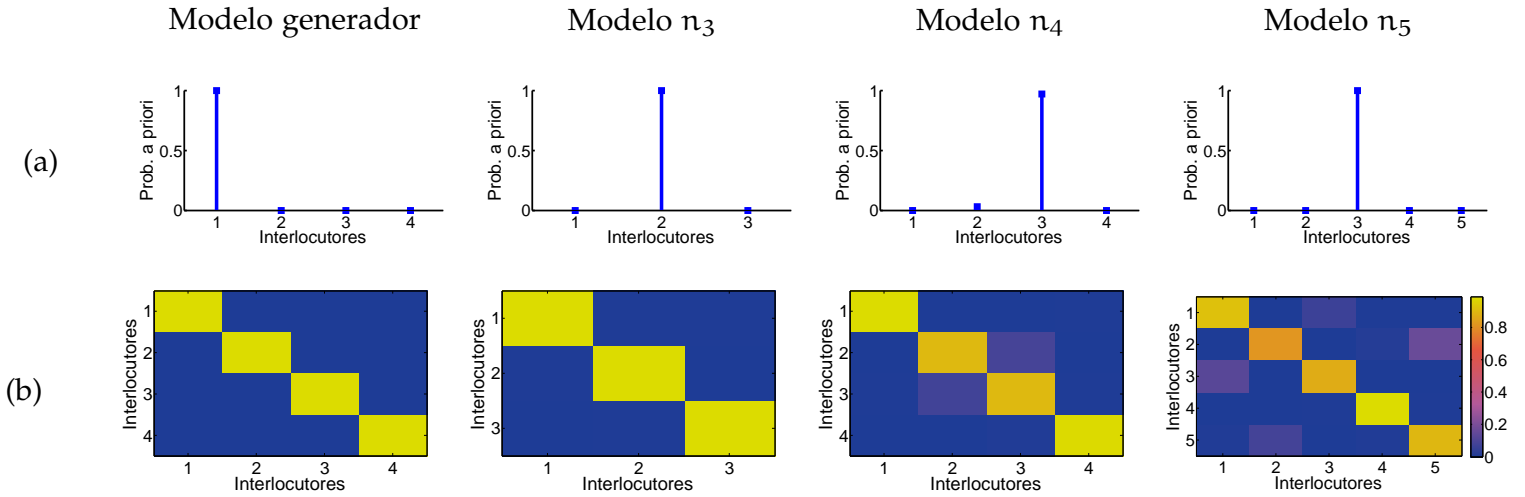 Modelo generador
Modelo n₃
Modelo n₄
Modelo n₅
(a)
Prob. a priori
1
0.5
0
1 2 3 4
Interlocutores
Prob. a priori
1
0.5
0
1 2 3
Interlocutores
Prob. a priori
1
0.5
0
1 2 3 4
Interlocutores
Prob. a priori
1
0.5
0
1 2 3 4 5
Interlocutores
(b)
Interlocutores
1
2
3
4
1 2 3 4
Interlocutores
Interlocutores
1
2
3
1 2 3
Interlocutores
Interlocutores
1
2
3
4
1 2 3 4
Interlocutores
Interlocutores
1
2
3
4
5
1 2 3 4 5
Interlocutores
0.8
0.6
0.4
0.2
0